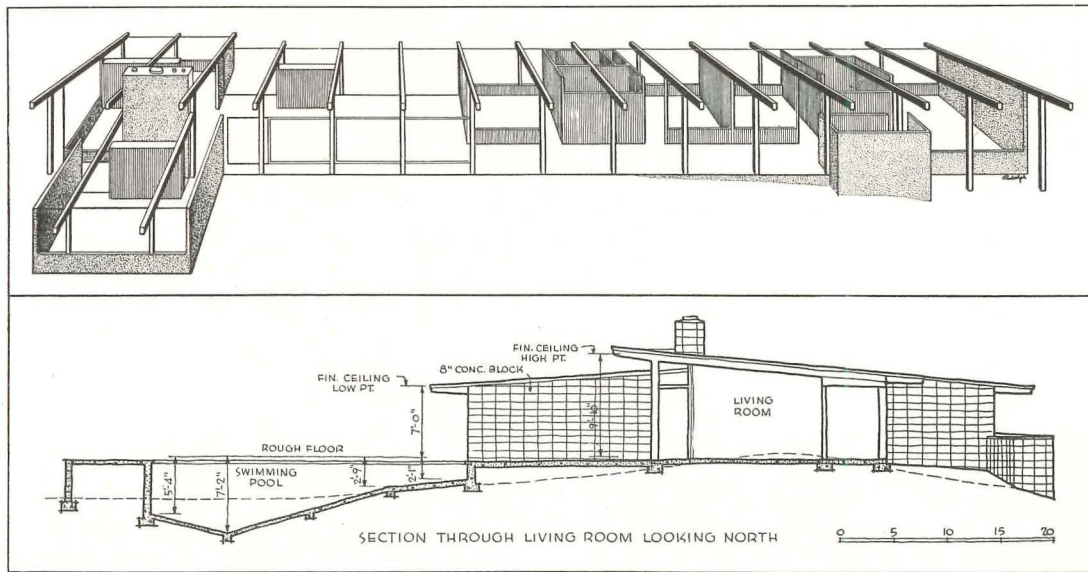 FIN. CEILING
HIGH PT.
8" CONC. BLOCK
FIN. CEILING
LOW PT.
7'-0"
LIVING
ROOM
ROUGH FLOOR
SWIMMING
POOL
5'-4"
7'-2"
2'-9"
2'-1"
SECTION THROUGH LIVING ROOM LOOKING NORTH
0 5 10 15 20